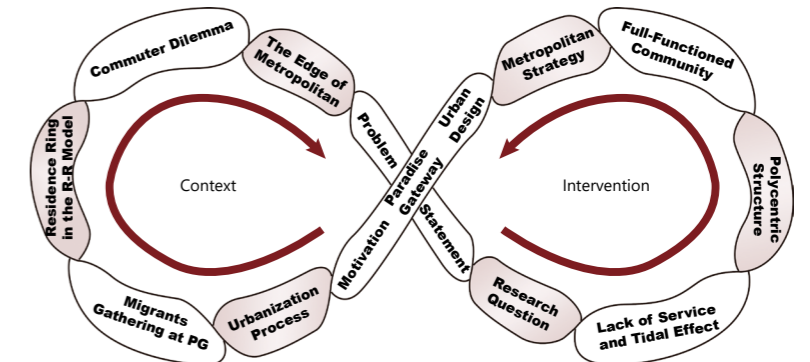 Commuter Dilemma
The Edge of
Metropolitan
Problem
Statement
Residence Ring
in the R-R Model
Context
Migrants
Gathering at PG
Urbanization
Process
Motivation
Paradise
Gateway
Urban
Design
Metropolitan
Strategy
Full-Functioned
Community
Polycentric
Structure
Intervention
Research
Question
Lack of Service
and Tidal Effect